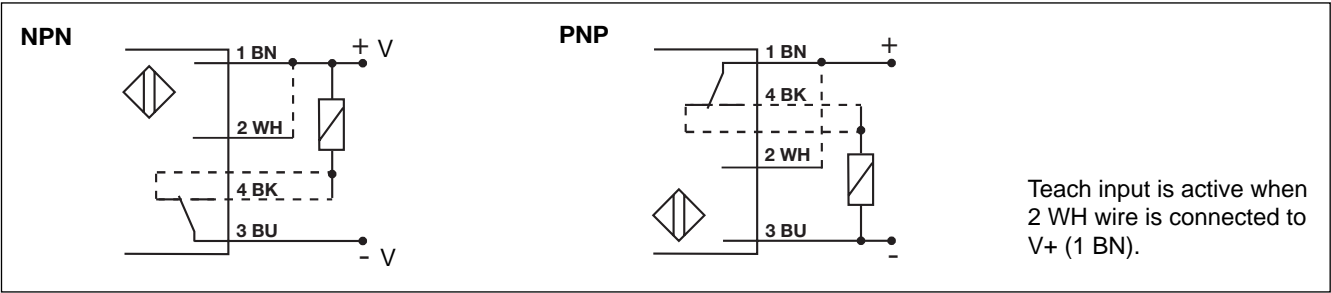 NPN
1 BN
+ V
2 WH
4 BK
3 BU
- V
PNP
1 BN
+
4 BK
2 WH
3 BU
-
Teach input is active when
2 WH wire is connected to
V+ (1 BN).